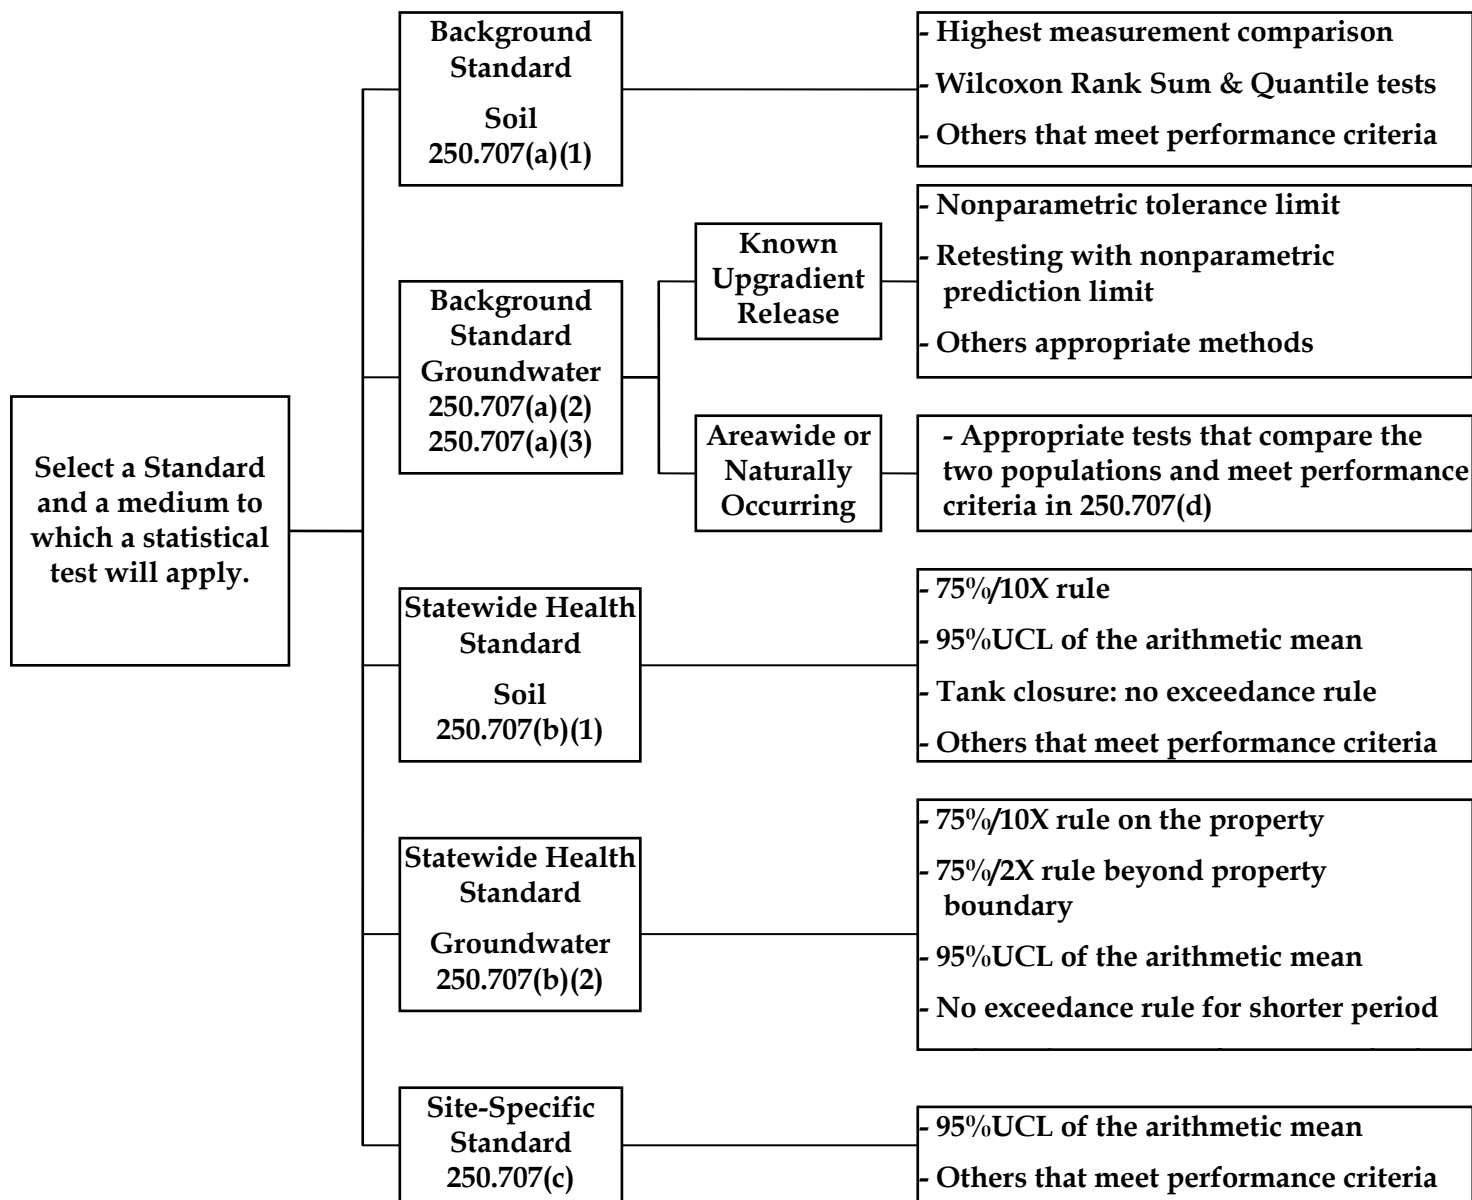 Select a Standard
and a medium to
which a statistical
test will apply.
Background
Standard
Soil
250.707(a)(1)
- Highest measurement comparison
- Wilcoxon Rank Sum & Quantile tests
- Others that meet performance criteria
Background
Standard
Groundwater
250.707(a)(2)
250.707(a)(3)
Known
Upgradient
Release
- Nonparametric tolerance limit
- Retesting with nonparametric
prediction limit
- Others appropriate methods
Areawide or
Naturally
Occurring
- Appropriate tests that compare the
two populations and meet performance
criteria in 250.707(d)
Statewide Health
Standard
Soil
250.707(b)(1)
- 75%/10X rule
- 95%UCL of the arithmetic mean
- Tank closure: no exceedance rule
- Others that meet performance criteria
Statewide Health
Standard
Groundwater
250.707(b)(2)
- 75%/10X rule on the property
- 75%/2X rule beyond property
boundary
- 95%UCL of the arithmetic mean
- No exceedance rule for shorter period
Site-Specific
Standard
250.707(c)
- 95%UCL of the arithmetic mean
- Others that meet performance criteria